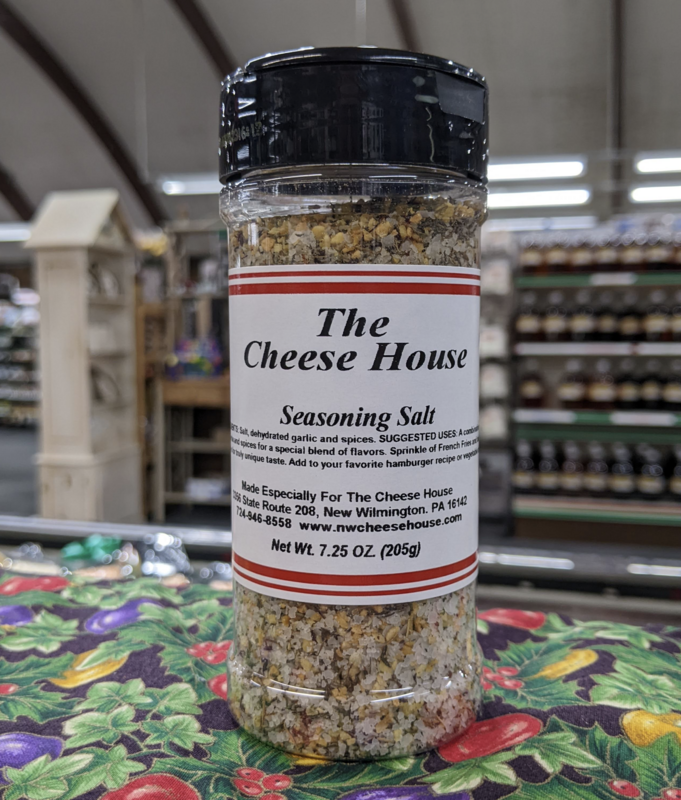 The
Cheese House
Seasoning Salt
Salt, dehydrated garlic and spices. SUGGESTED USES: A
and spices for a special blend of flavors. Sprinkle of French Fries
truly unique taste. Add to your favorite hamburger recipe or
Made Especially For The Cheese House
State Route 208, New Wilmington. PA 16142
724-946-8558 www.nwcheesehouse.com
Net Wt. 7.25 OZ. (205g)